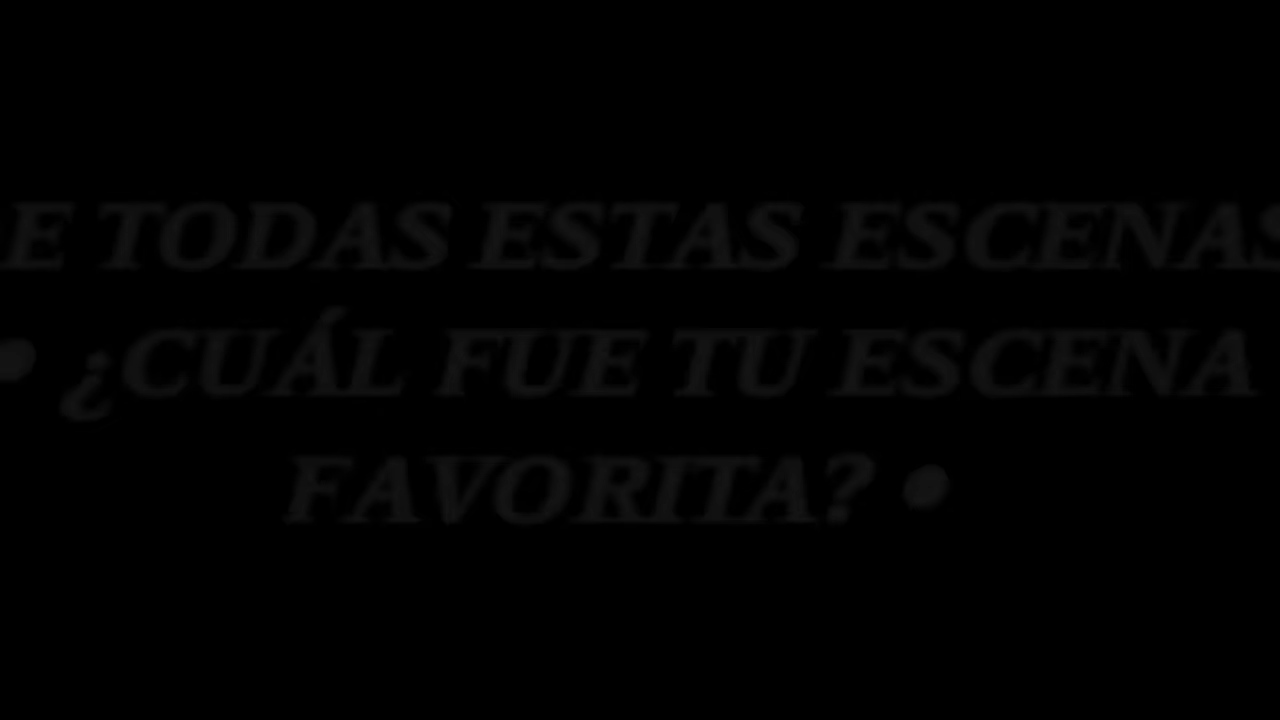 E TODAS ESTAS ESCENAS
• ¿CUÁL FUE TU ESCENA
FAVORITA? •